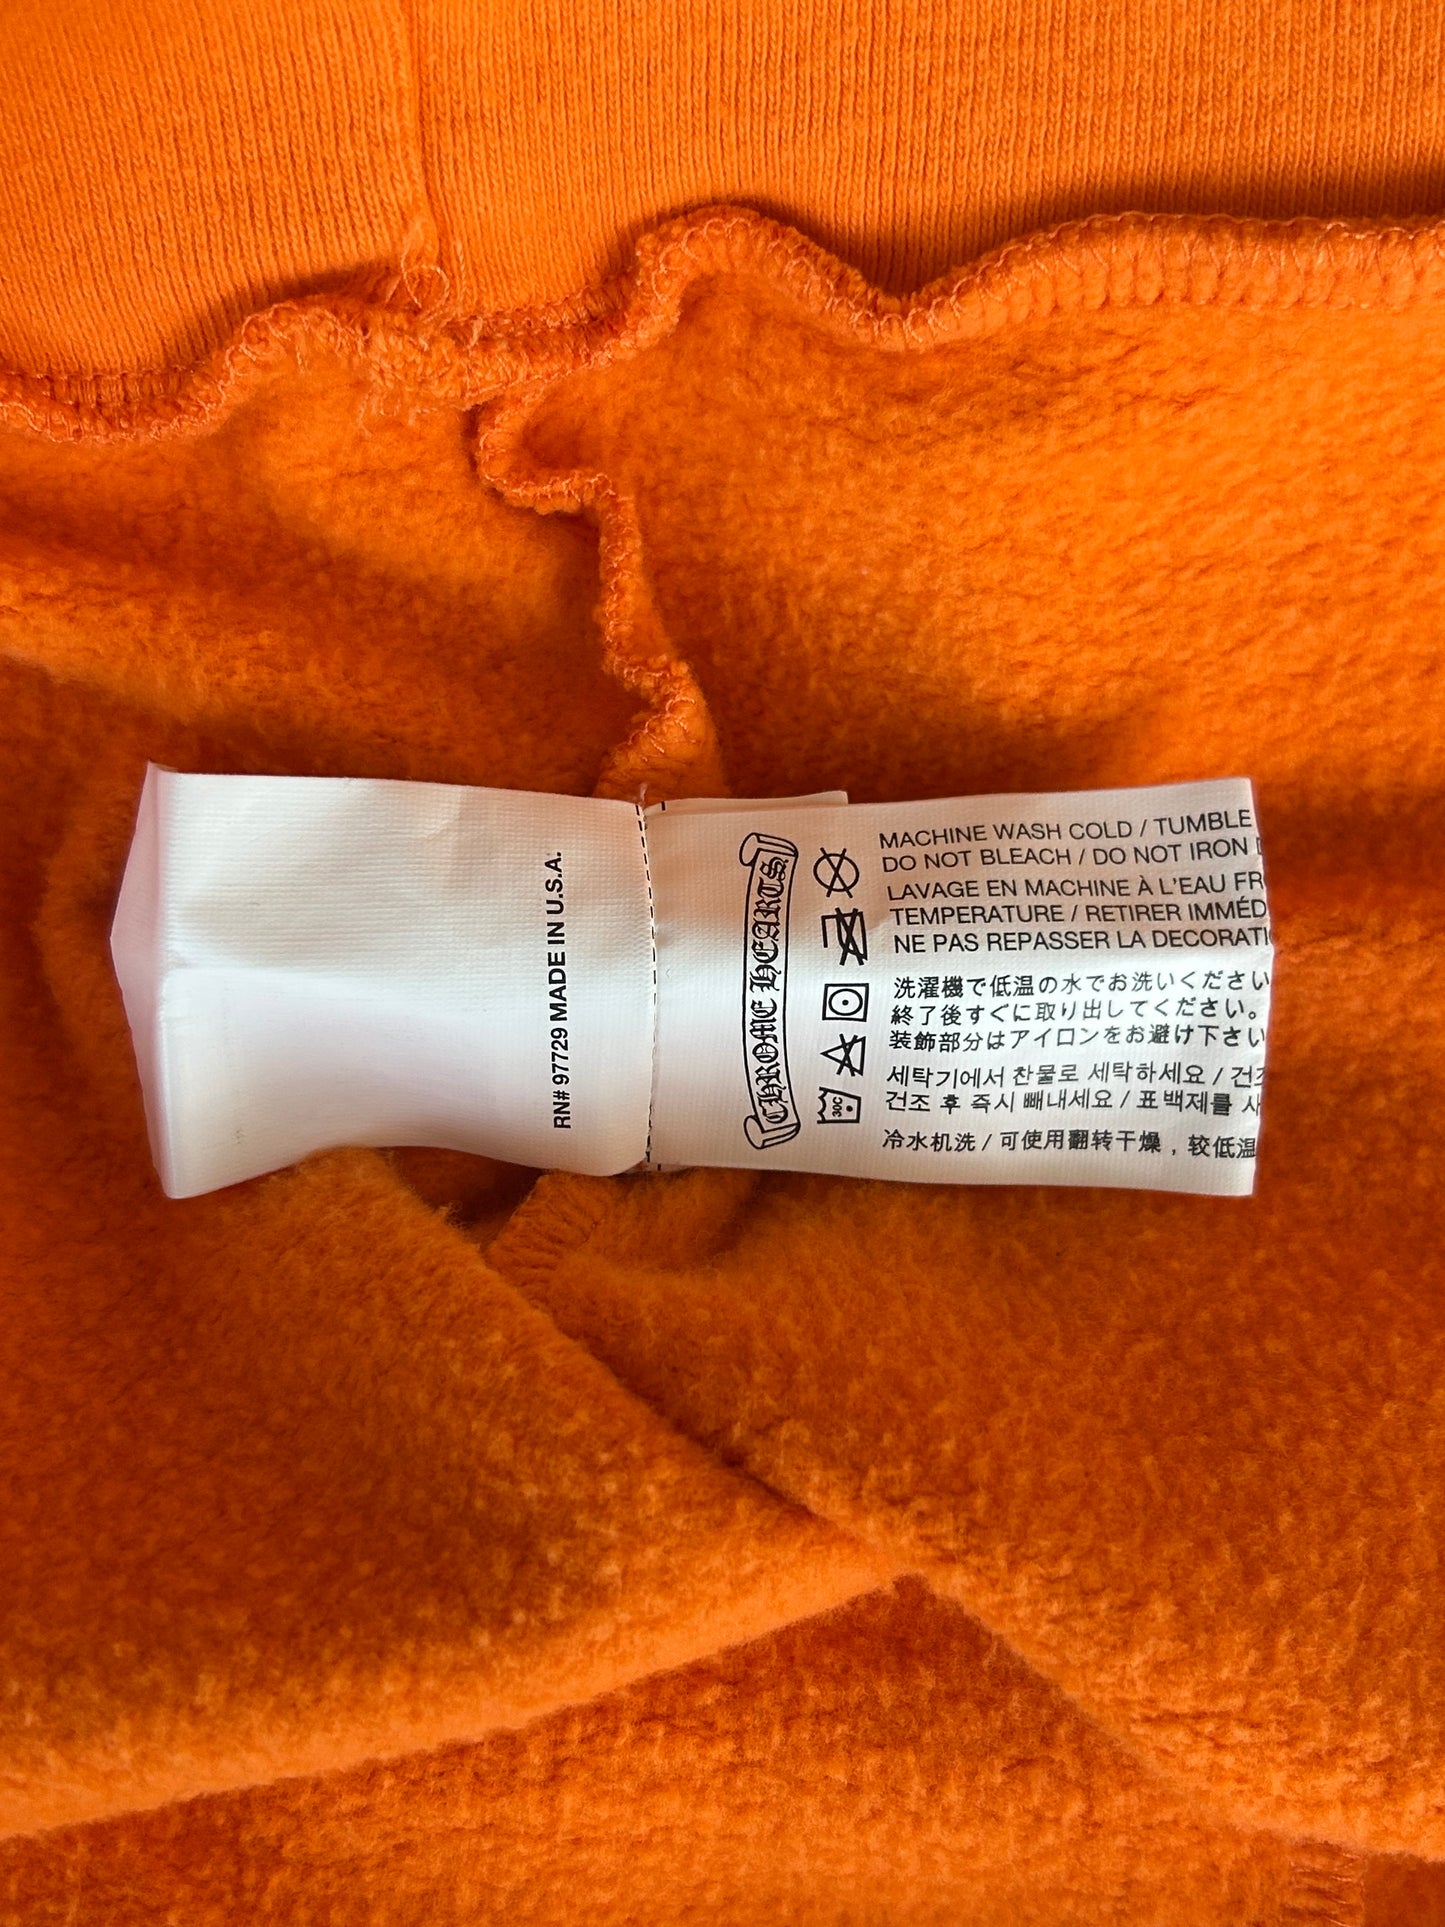 RN# 97729 MADE IN U.S.A.
CHROME HEARTS
30C
MACHINE WASH COLD / TUMBLE
DO NOT BLEACH / DO NOT IRON
LAVAGE EN MACHINE À L'EAU FR
TEMPERATURE / RETIRER IMMÉD
NE PAS REPASSER LA DECORATI
洗濯機で低温の水でお洗いください
終了後すぐに取り出してください。
装飾部分はアイロンをお避け下さい
세탁기에서 찬물로 세탁하세요 / 건조
건조 후 즉시 빼내세요 / 표백제를 사
冷水机洗 / 可使用翻转干燥，较低温